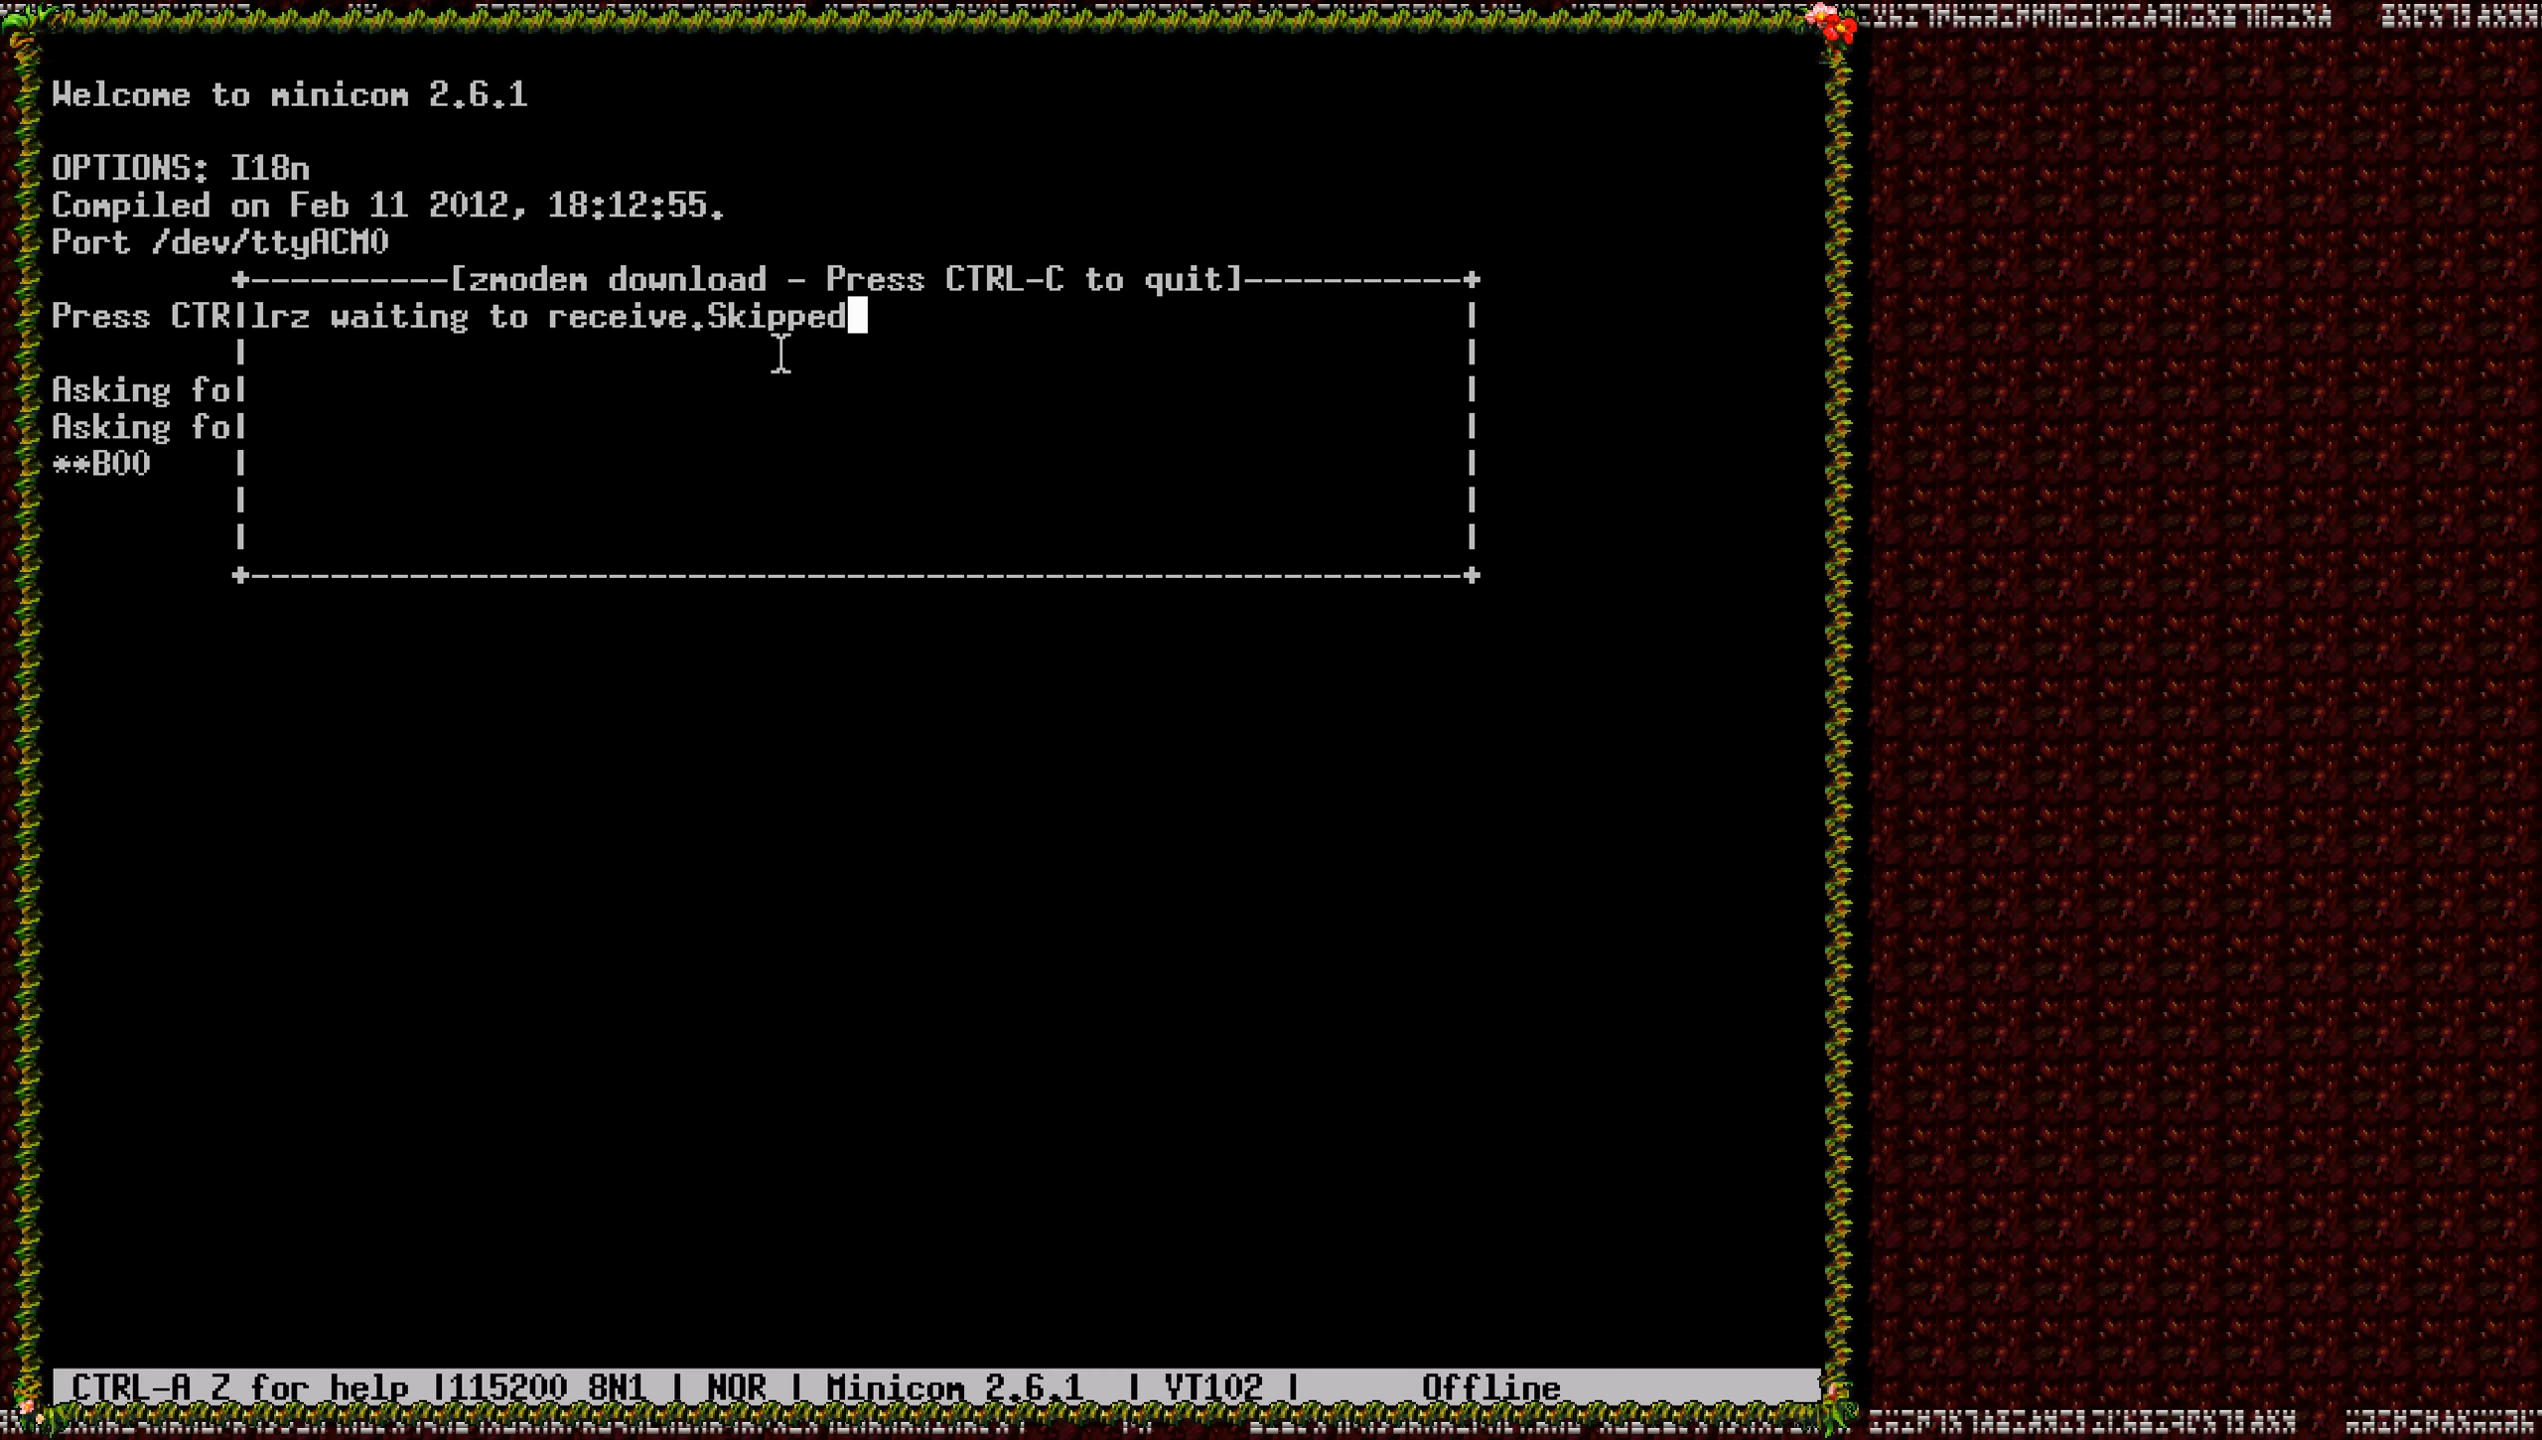 Welcome to minicom 2.6.1
OPTIONS: I18n
Compiled on Feb 11 2012, 18:12:55.
Port /dev/ttyACM0
+----------[zmodem download - Press CTRL-C to quit]-----------+
Press CTR|lrz waiting to receive.Skipped
Asking fo|
Asking fo|
**B00
CTRL-A Z for help |115200 8N1 | NOR | Minicom 2.6.1 | VT102 | Offline